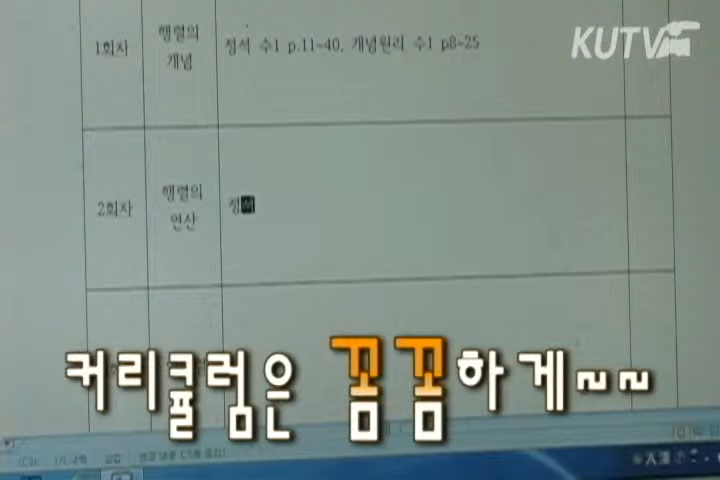 KUTV
1회차
행렬의
개념
정석 수1 p.11~40, 개념원리 수1 p8~25
2회차
행렬의
연산
정석
커리큘럼은 꼼꼼하게~~